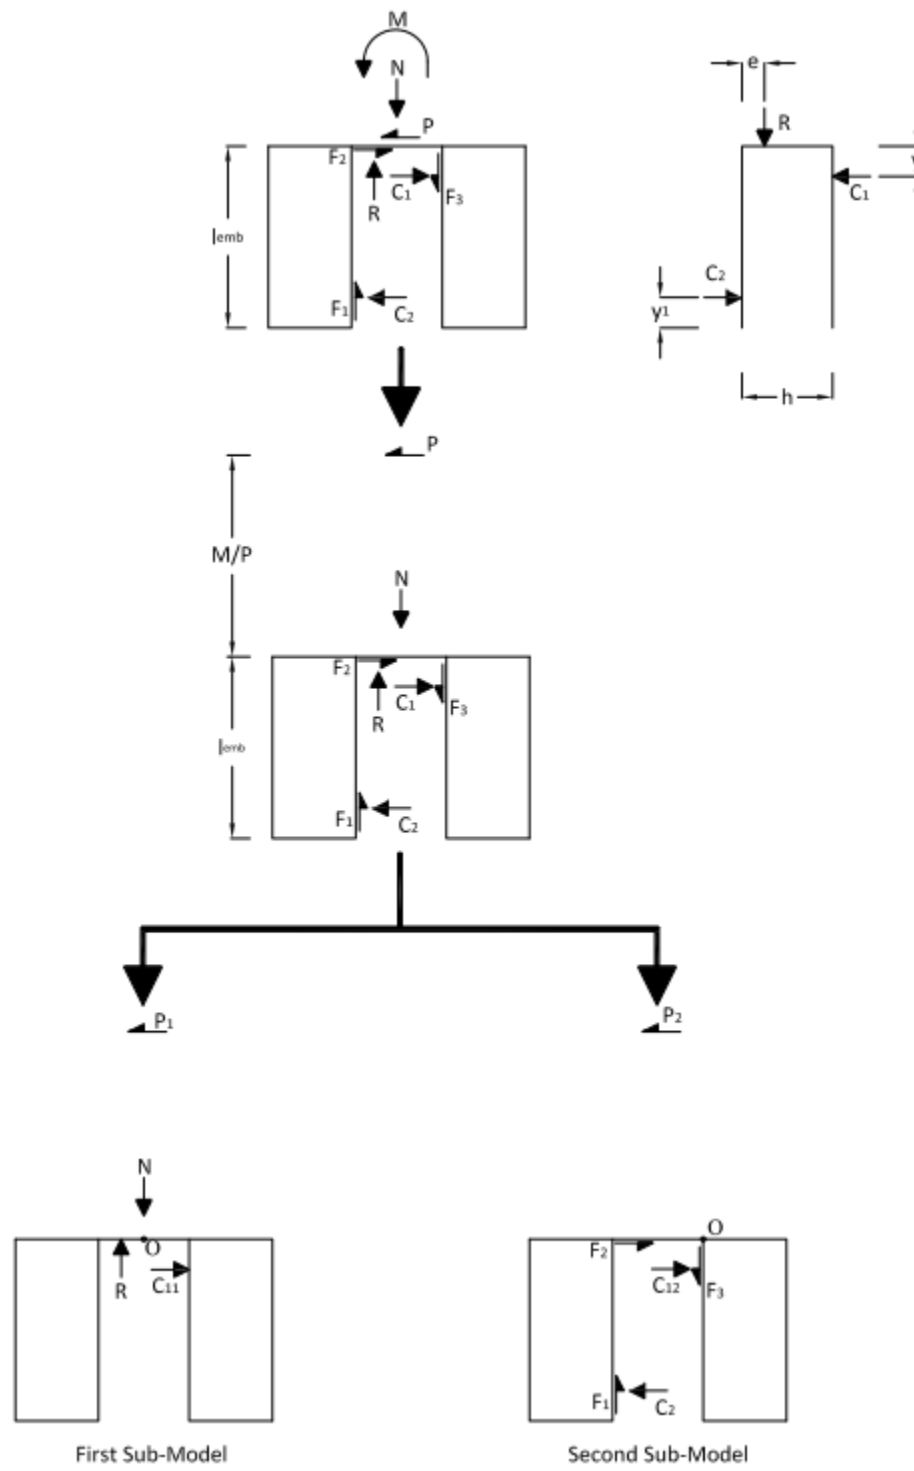 M
N
e
P
R
F2
C1
F3
R
C1
lemb
C2
F1
C2
y1
h
P
M/P
N
F2
C1
F3
R
lemb
F1
C2
P1
P2
N
O
O
F2
R
C11
C12
F3
F1
C2
First Sub-Model
Second Sub-Model